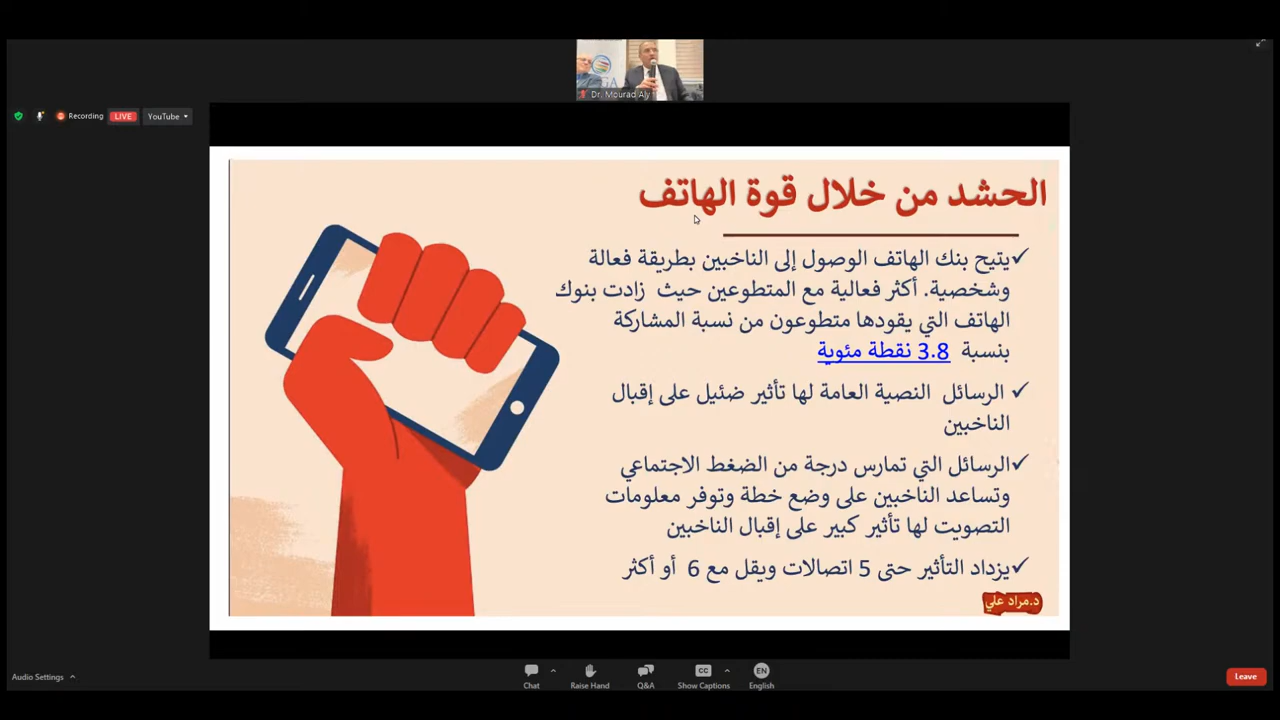 Dr. Mourad Aly
Recording
LIVE
YouTube
الحشد من خلال قوة الهاتف
يتيح بنك الهاتف الوصول إلى الناخبين بطريقة فعالة
وشخصية. أكثر فعالية مع المتطوعين حيث زادت بنوك
الهاتف التي يقودها متطوعون من نسبة المشاركة
بنسبة 3.8 نقطة مئوية
الرسائل النصية العامة لها تأثير ضئيل على إقبال
الناخبين
الرسائل التي تمارس درجة من الضغط الاجتماعي
وتساعد الناخبين على وضع خطة وتوفر معلومات
التصويت لها تأثير كبير على إقبال الناخبين
يزداد التأثير حتى 5 اتصالات ويقل مع 6 أو أكثر
د.مراد علي
Audio Settings
Chat
Raise Hand
Q&A
CC
Show Captions
EN
English
Leave